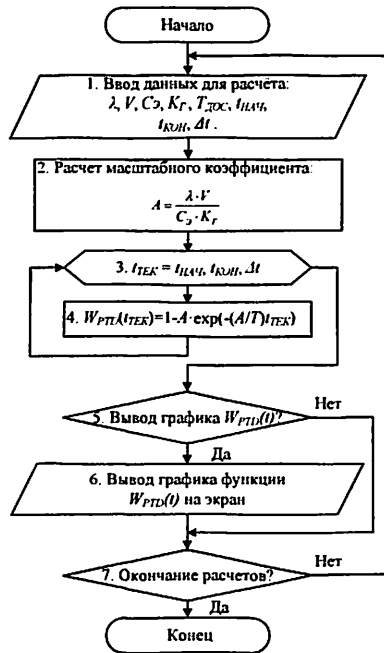 Начало
1. Ввод данных для расчёта:
λ, V, Cэ, KГ, TДОС, tНАЧ,
tКОН, Δt .
2. Расчет масштабного коэффициента:
A = λ · V / Cэ · KГ
3. tТЕК = tНАЧ, tКОН, Δt
4. WPTD(tТЕК)=1-A·exp(-(A/T)tТЕК)
5. Вывод графика WPTD(t)?
Нет
Да
6. Вывод графика функции
WPTD(t) на экран
7. Окончание расчетов?
Нет
Да
Конец